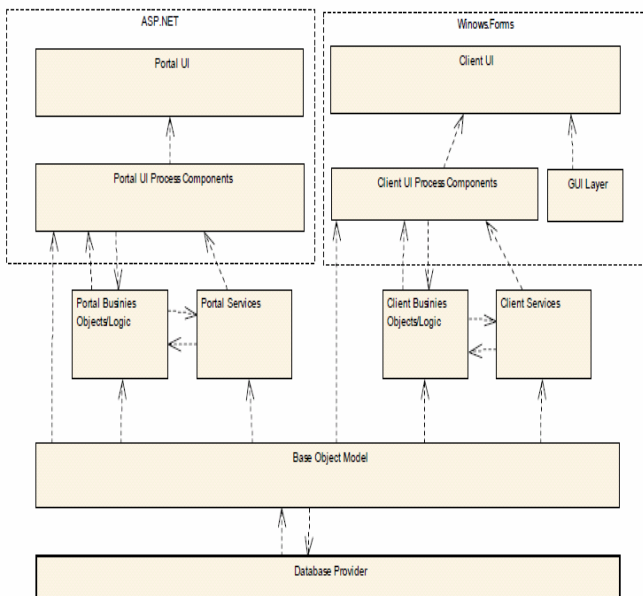 ASP.NET
Winows.Forms
Portal UI
Client UI
Portal UI Process Components
Client UI Process Components
GUI Layer
Portal Businies
Objects/Logic
Portal Services
Client Businies
Objects/Logic
Client Services
Base Object Model
Database Provider